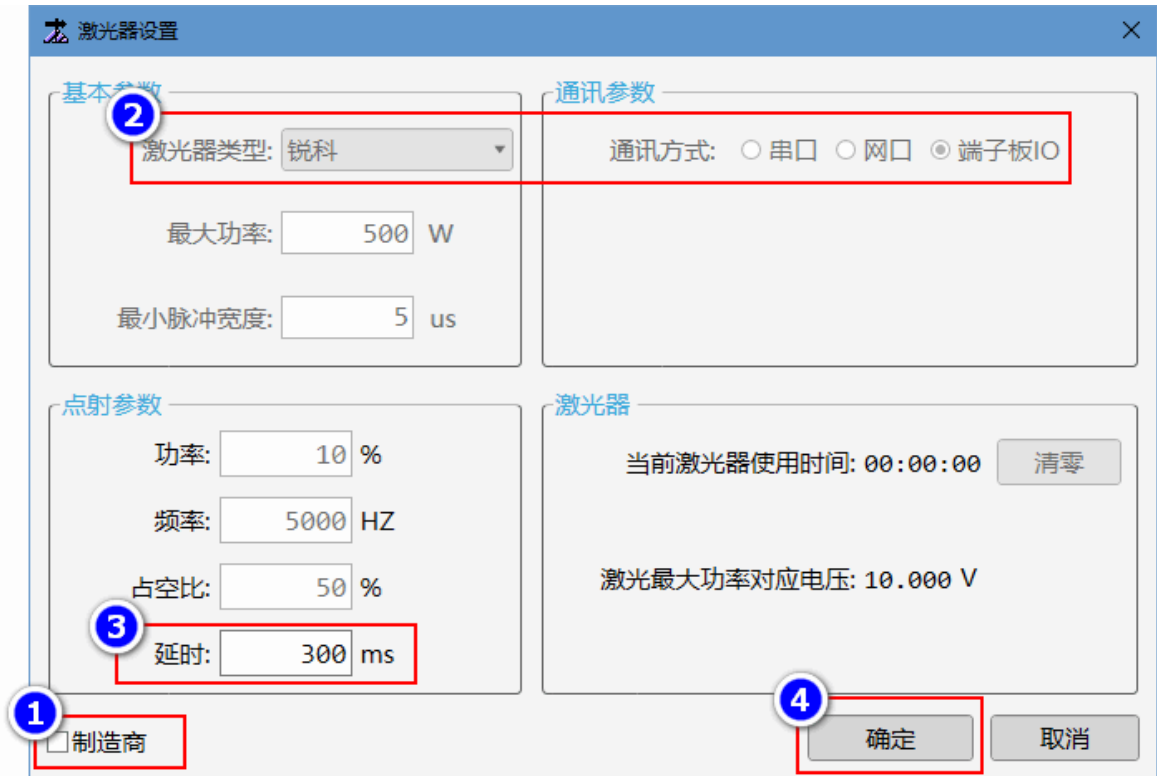 激光器设置
基本参数
2
激光器类型: 锐科
最大功率: 500 W
最小脉冲宽度: 5 us
通讯参数
通讯方式: 串口 网口 端子板IO
点射参数
功率: 10 %
频率: 5000 HZ
占空比: 50 %
3
延时: 300 ms
激光器
当前激光器使用时间: 00:00:00 清零
激光最大功率对应电压: 10.000 V
1
制造商
4
确定 取消